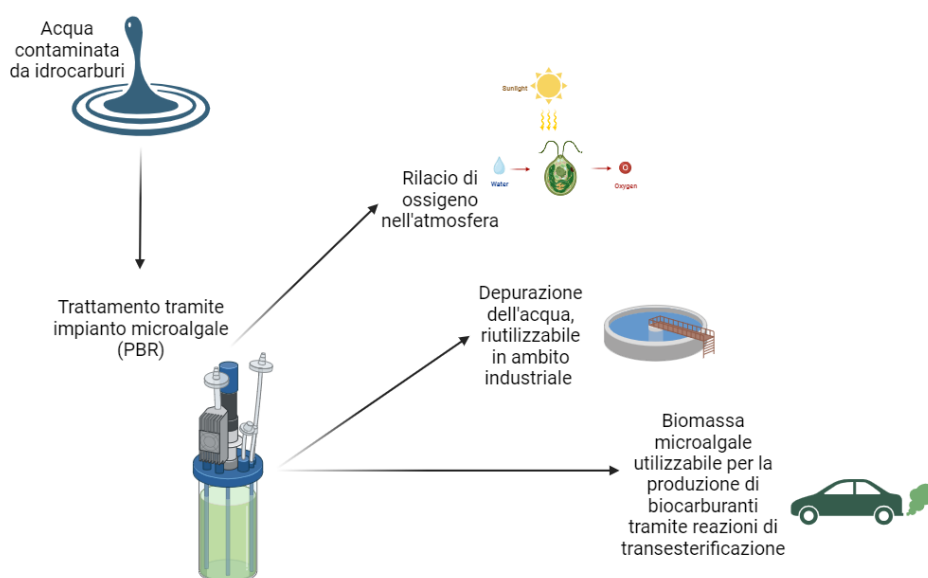 Acqua
contaminata
da idrocarburi
Sunlight
Water
Oxygen
Rilacio di
ossigeno
nell'atmosfera
Trattamento tramite
impianto microalgale
(PBR)
Depurazione
dell'acqua,
riutilizzabile
in ambito
industriale
Biomassa
microalgale
utilizzabile per la
produzione di
biocarburanti
tramite reazioni di
transesterificazione